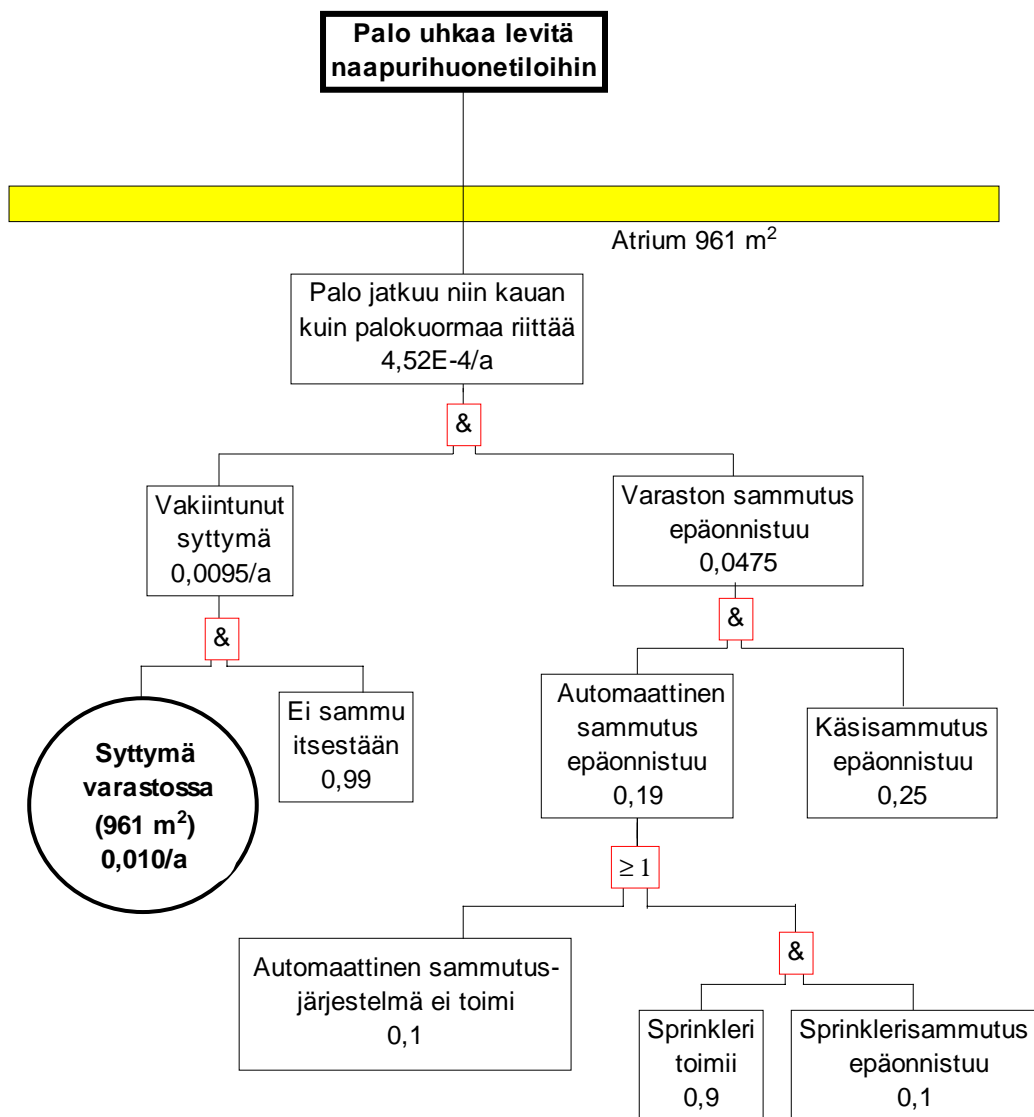 Palo uhkaa levitä
naapurihuonetiloihin
Atrium 961 m²
Palo jatkuu niin kauan
kuin palokuormaa riittää
4,52E-4/a
&
Vakiintunut
syttymä
0,0095/a
Varaston sammutus
epäonnistuu
0,0475
&
&
Syttymä
varastossa
(961 m²)
0,010/a
Ei sammu
itsestään
0,99
Automaattinen
sammutus
epäonnistuu
0,19
Käsisammutus
epäonnistuu
0,25
≥ 1
Automaattinen sammutus-
järjestelmä ei toimi
0,1
&
Sprinkleri
toimii
0,9
Sprinklerisammutus
epäonnistuu
0,1